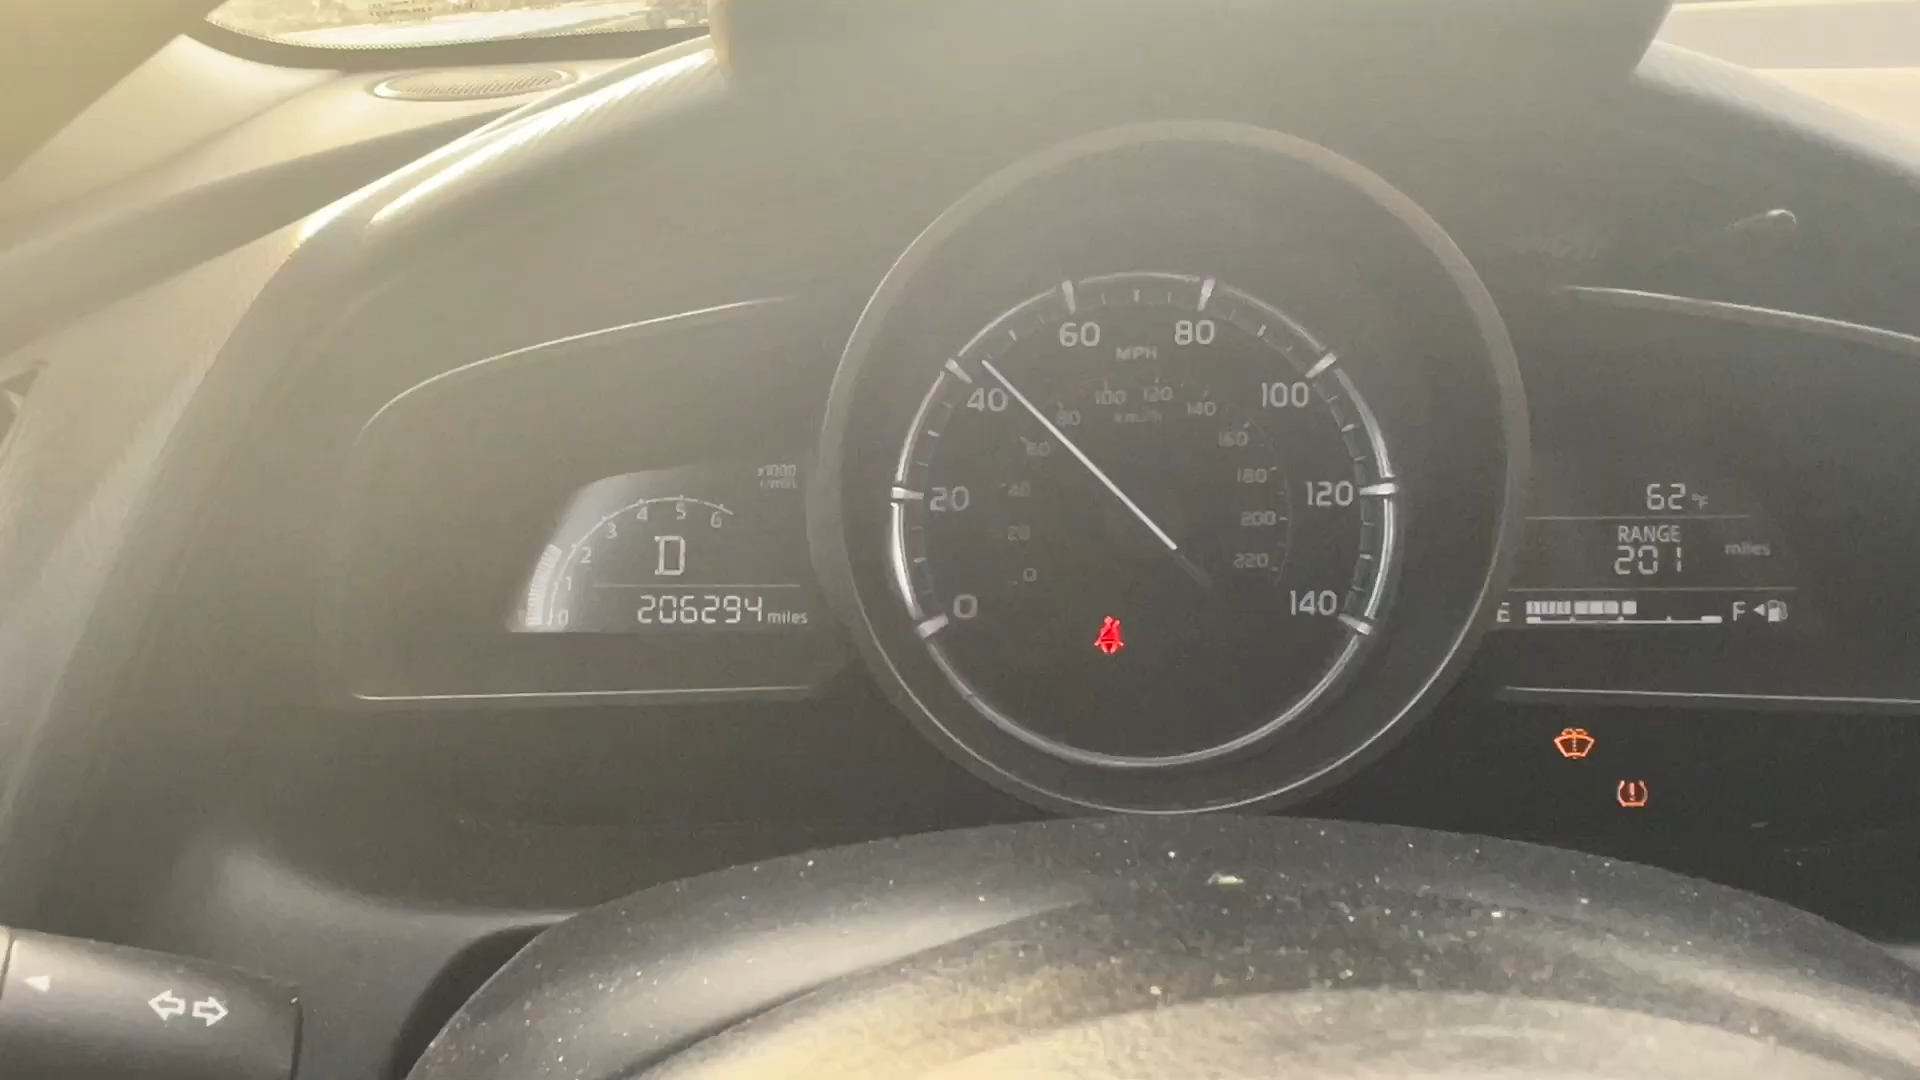 60 80
MPH
40 100 120 100
80 140
km/h
60 160
x1000
r/min
4 5 6
3
2
1
0
D
206294 miles
20 40 180 120
20 200
0 220
0 140
62 °F
RANGE
201 miles
E F